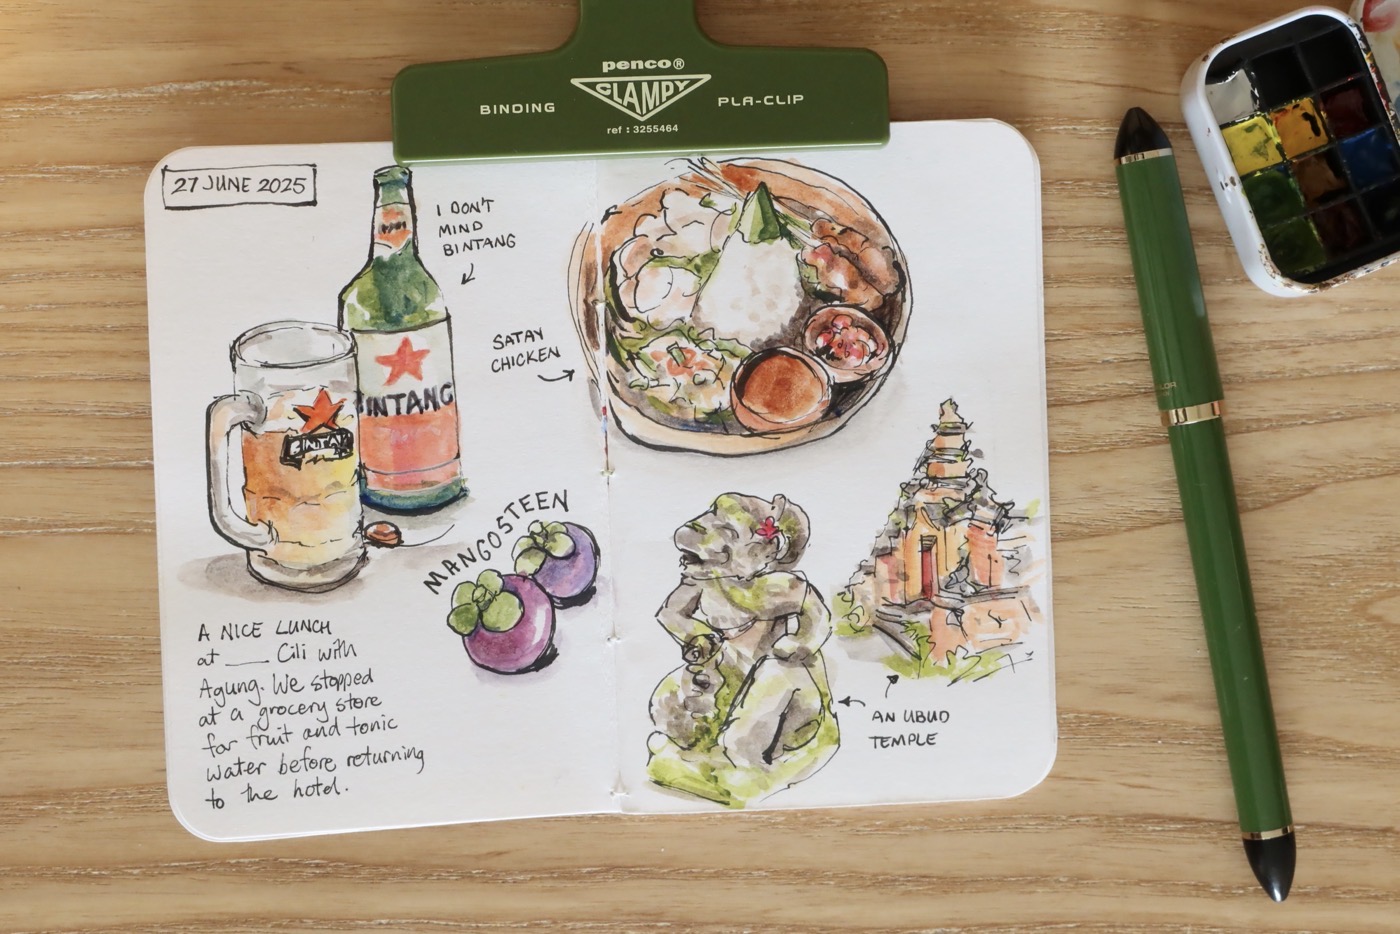 penco®
BINDING CLAMPY PLA-CLIP
ref : 3255464
27 JUNE 2025
I DON'T
MIND
BINTANG
BINTANG
INTANG
SATAY
CHICKEN
MANGOSTEEN
A NICE LUNCH
at ___ Cili with
Agung. We stopped
at a grocery store
for fruit and tonic
water before returning
to the hotel.
AN UBUD
TEMPLE